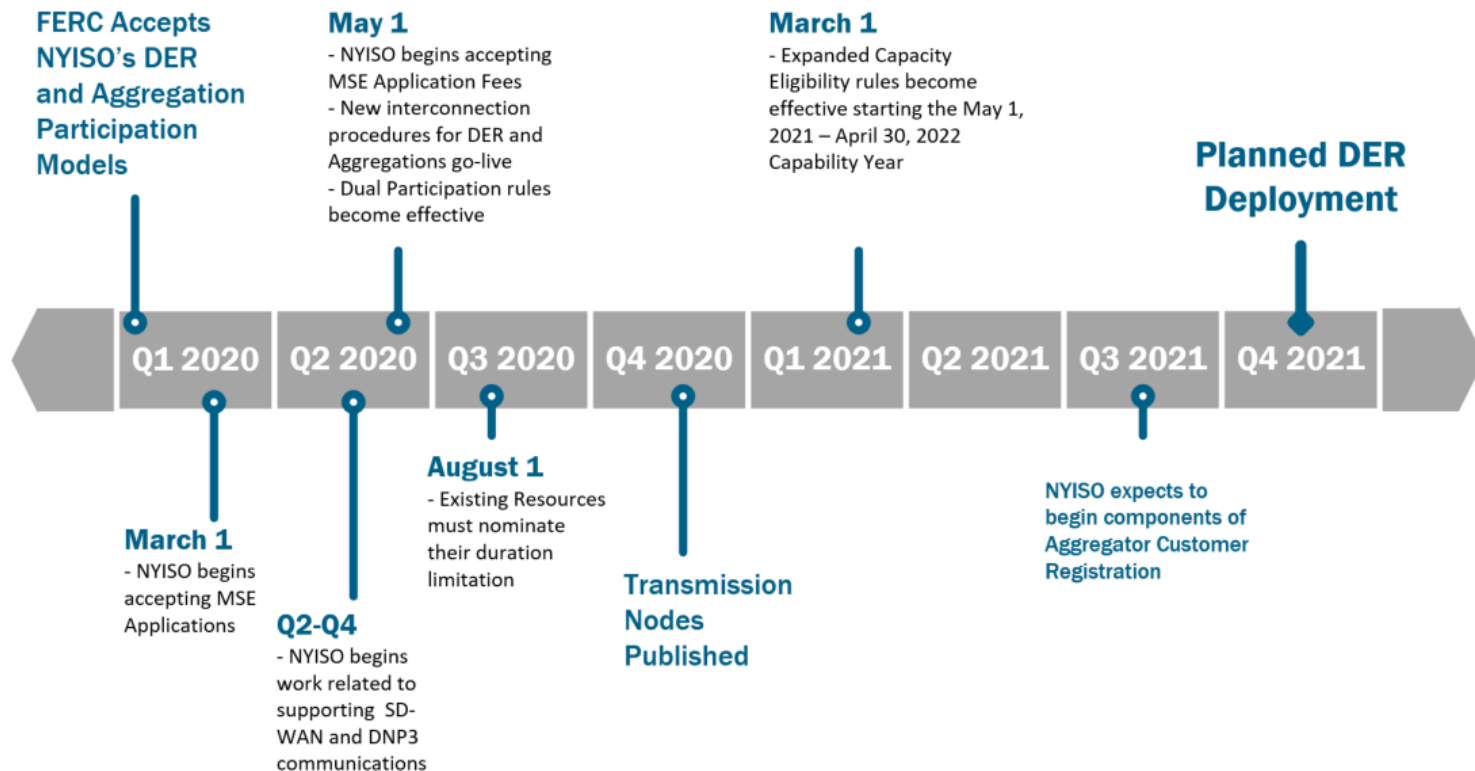 FERC Accepts
NYISO's DER
and Aggregation
Participation
Models
May 1
- NYISO begins accepting
MSE Application Fees
- New interconnection
procedures for DER and
Aggregations go-live
- Dual Participation rules
become effective
March 1
- Expanded Capacity
Eligibility rules become
effective starting the May 1,
2021 – April 30, 2022
Capability Year
Planned DER
Deployment
Q1 2020
Q2 2020
Q3 2020
Q4 2020
Q1 2021
Q2 2021
Q3 2021
Q4 2021
March 1
- NYISO begins
accepting MSE
Applications
Q2-Q4
- NYISO begins
work related to
supporting SD-
WAN and DNP3
communications
August 1
- Existing Resources
must nominate
their duration
limitation
Transmission
Nodes
Published
NYISO expects to
begin components of
Aggregator Customer
Registration